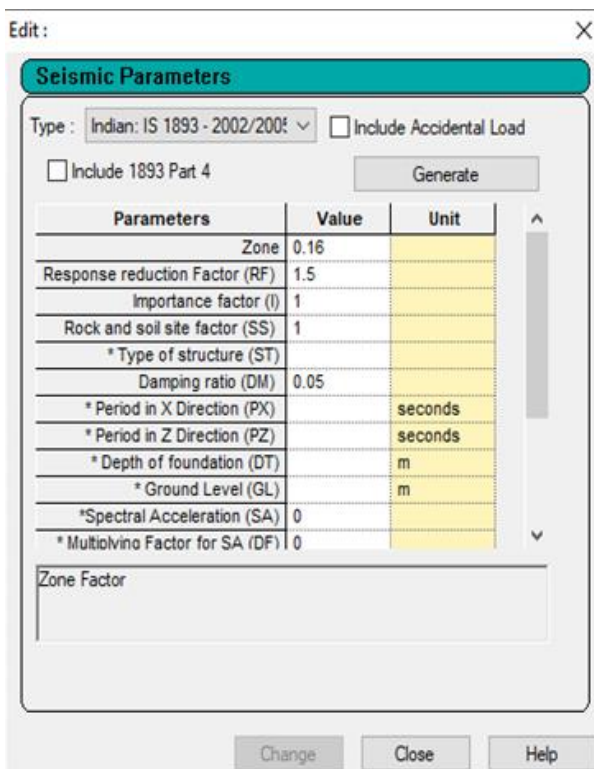 Edit :
Seismic Parameters
Type : Indian: IS 1893 - 2002/2005 Include Accidental Load
Include 1893 Part 4 Generate
Parameters Value Unit
Zone 0.16
Response reduction Factor (RF) 1.5
Importance factor (I) 1
Rock and soil site factor (SS) 1
* Type of structure (ST)
Damping ratio (DM) 0.05
* Period in X Direction (PX) seconds
* Period in Z Direction (PZ) seconds
* Depth of foundation (DT) m
* Ground Level (GL) m
*Spectral Acceleration (SA) 0
* Multiplying Factor for SA (DF) 0
Zone Factor
Change Close Help